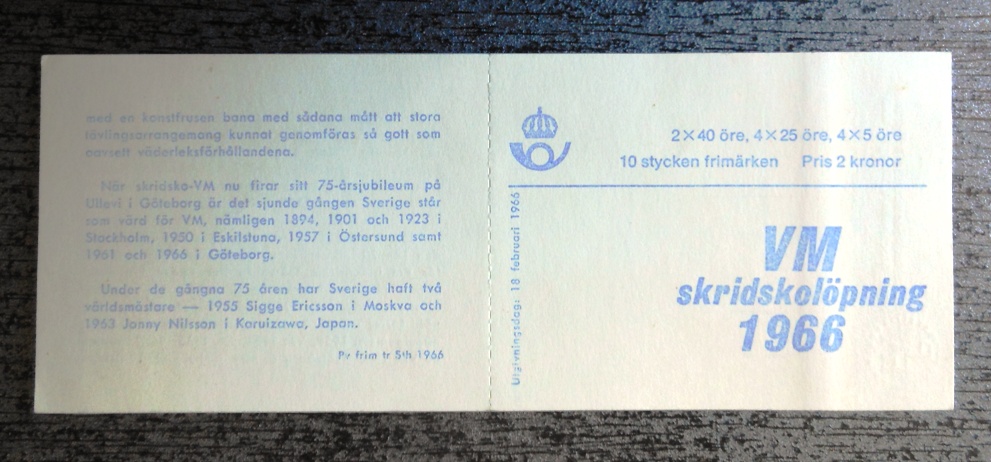 med en konstfrusen bana med sådana mått att stora
tävlingsarrangemang kunnat genomföras så gott som
oavsett väderleksförhållandena.
När skridsko-VM nu firar sitt 75-årsjubileum på
Ullevi i Göteborg är det sjunde gången Sverige står
som värd för VM, nämligen 1894, 1901 och 1923 i
Stockholm, 1950 i Eskilstuna, 1957 i Östersund samt
1961 och 1966 i Göteborg.
Under de gångna 75 åren har Sverige haft två
världsmästare — 1955 Sigge Ericsson i Moskva och
1963 Jonny Nilsson i Karuizawa, Japan.
Pv frim tr Sth 1966
2×40 öre, 4×25 öre, 4×5 öre
10 stycken frimärken Pris 2 kronor
Utgivningsdag: 18 februari 1966
VM
skridskolöpning
1966